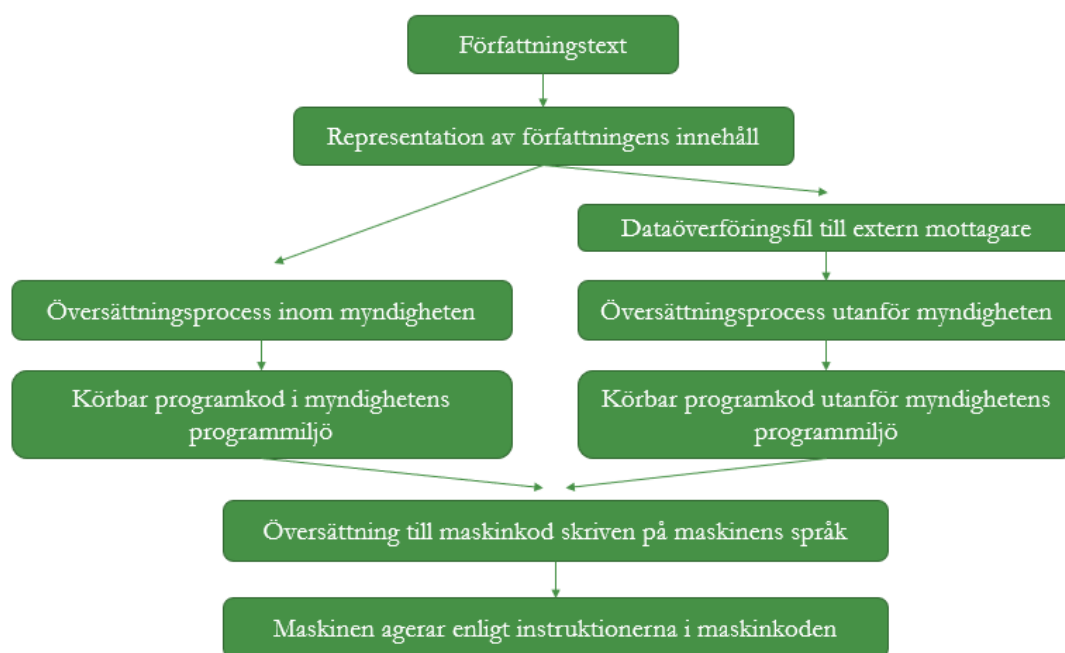 Författningstext
Representation av författningens innehåll
Dataöverföringsfil till extern mottagare
Översättningsprocess inom myndigheten
Översättningsprocess utanför myndigheten
Körbar programkod i myndighetens
programmiljö
Körbar programkod utanför myndighetens
programmiljö
Översättning till maskinkod skriven på maskinens språk
Maskinen agerar enligt instruktionerna i maskinkoden